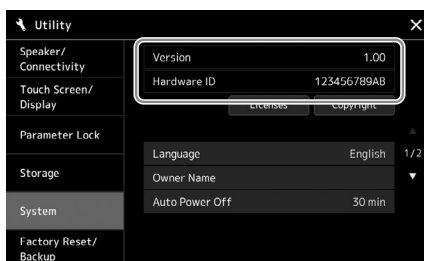 Utility
×
Speaker/
Connectivity
Touch Screen/
Display
Parameter Lock
Storage
System
Factory Reset/
Backup
Version 1.00
Hardware ID 123456789AB
Licenses Copyright
Language English 1/2
Owner Name
Auto Power Off 30 min